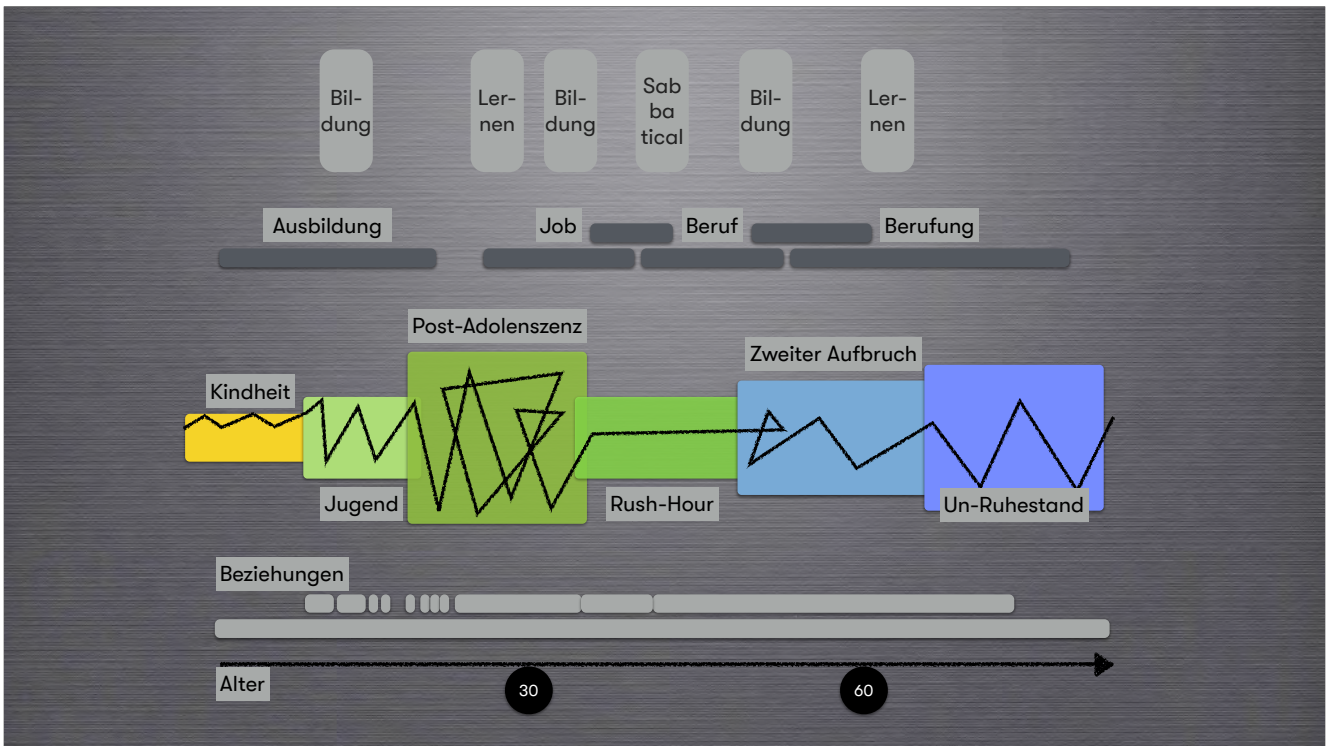 Bil-
dung
Ler-
nen
Bil-
dung
Sab
ba
tical
Bil-
dung
Ler-
nen
Ausbildung
Job
Beruf
Berufung
Post-Adolenszenz
Zweiter Aufbruch
Kindheit
Jugend
Rush-Hour
Un-Ruhestand
Beziehungen
Alter
30
60